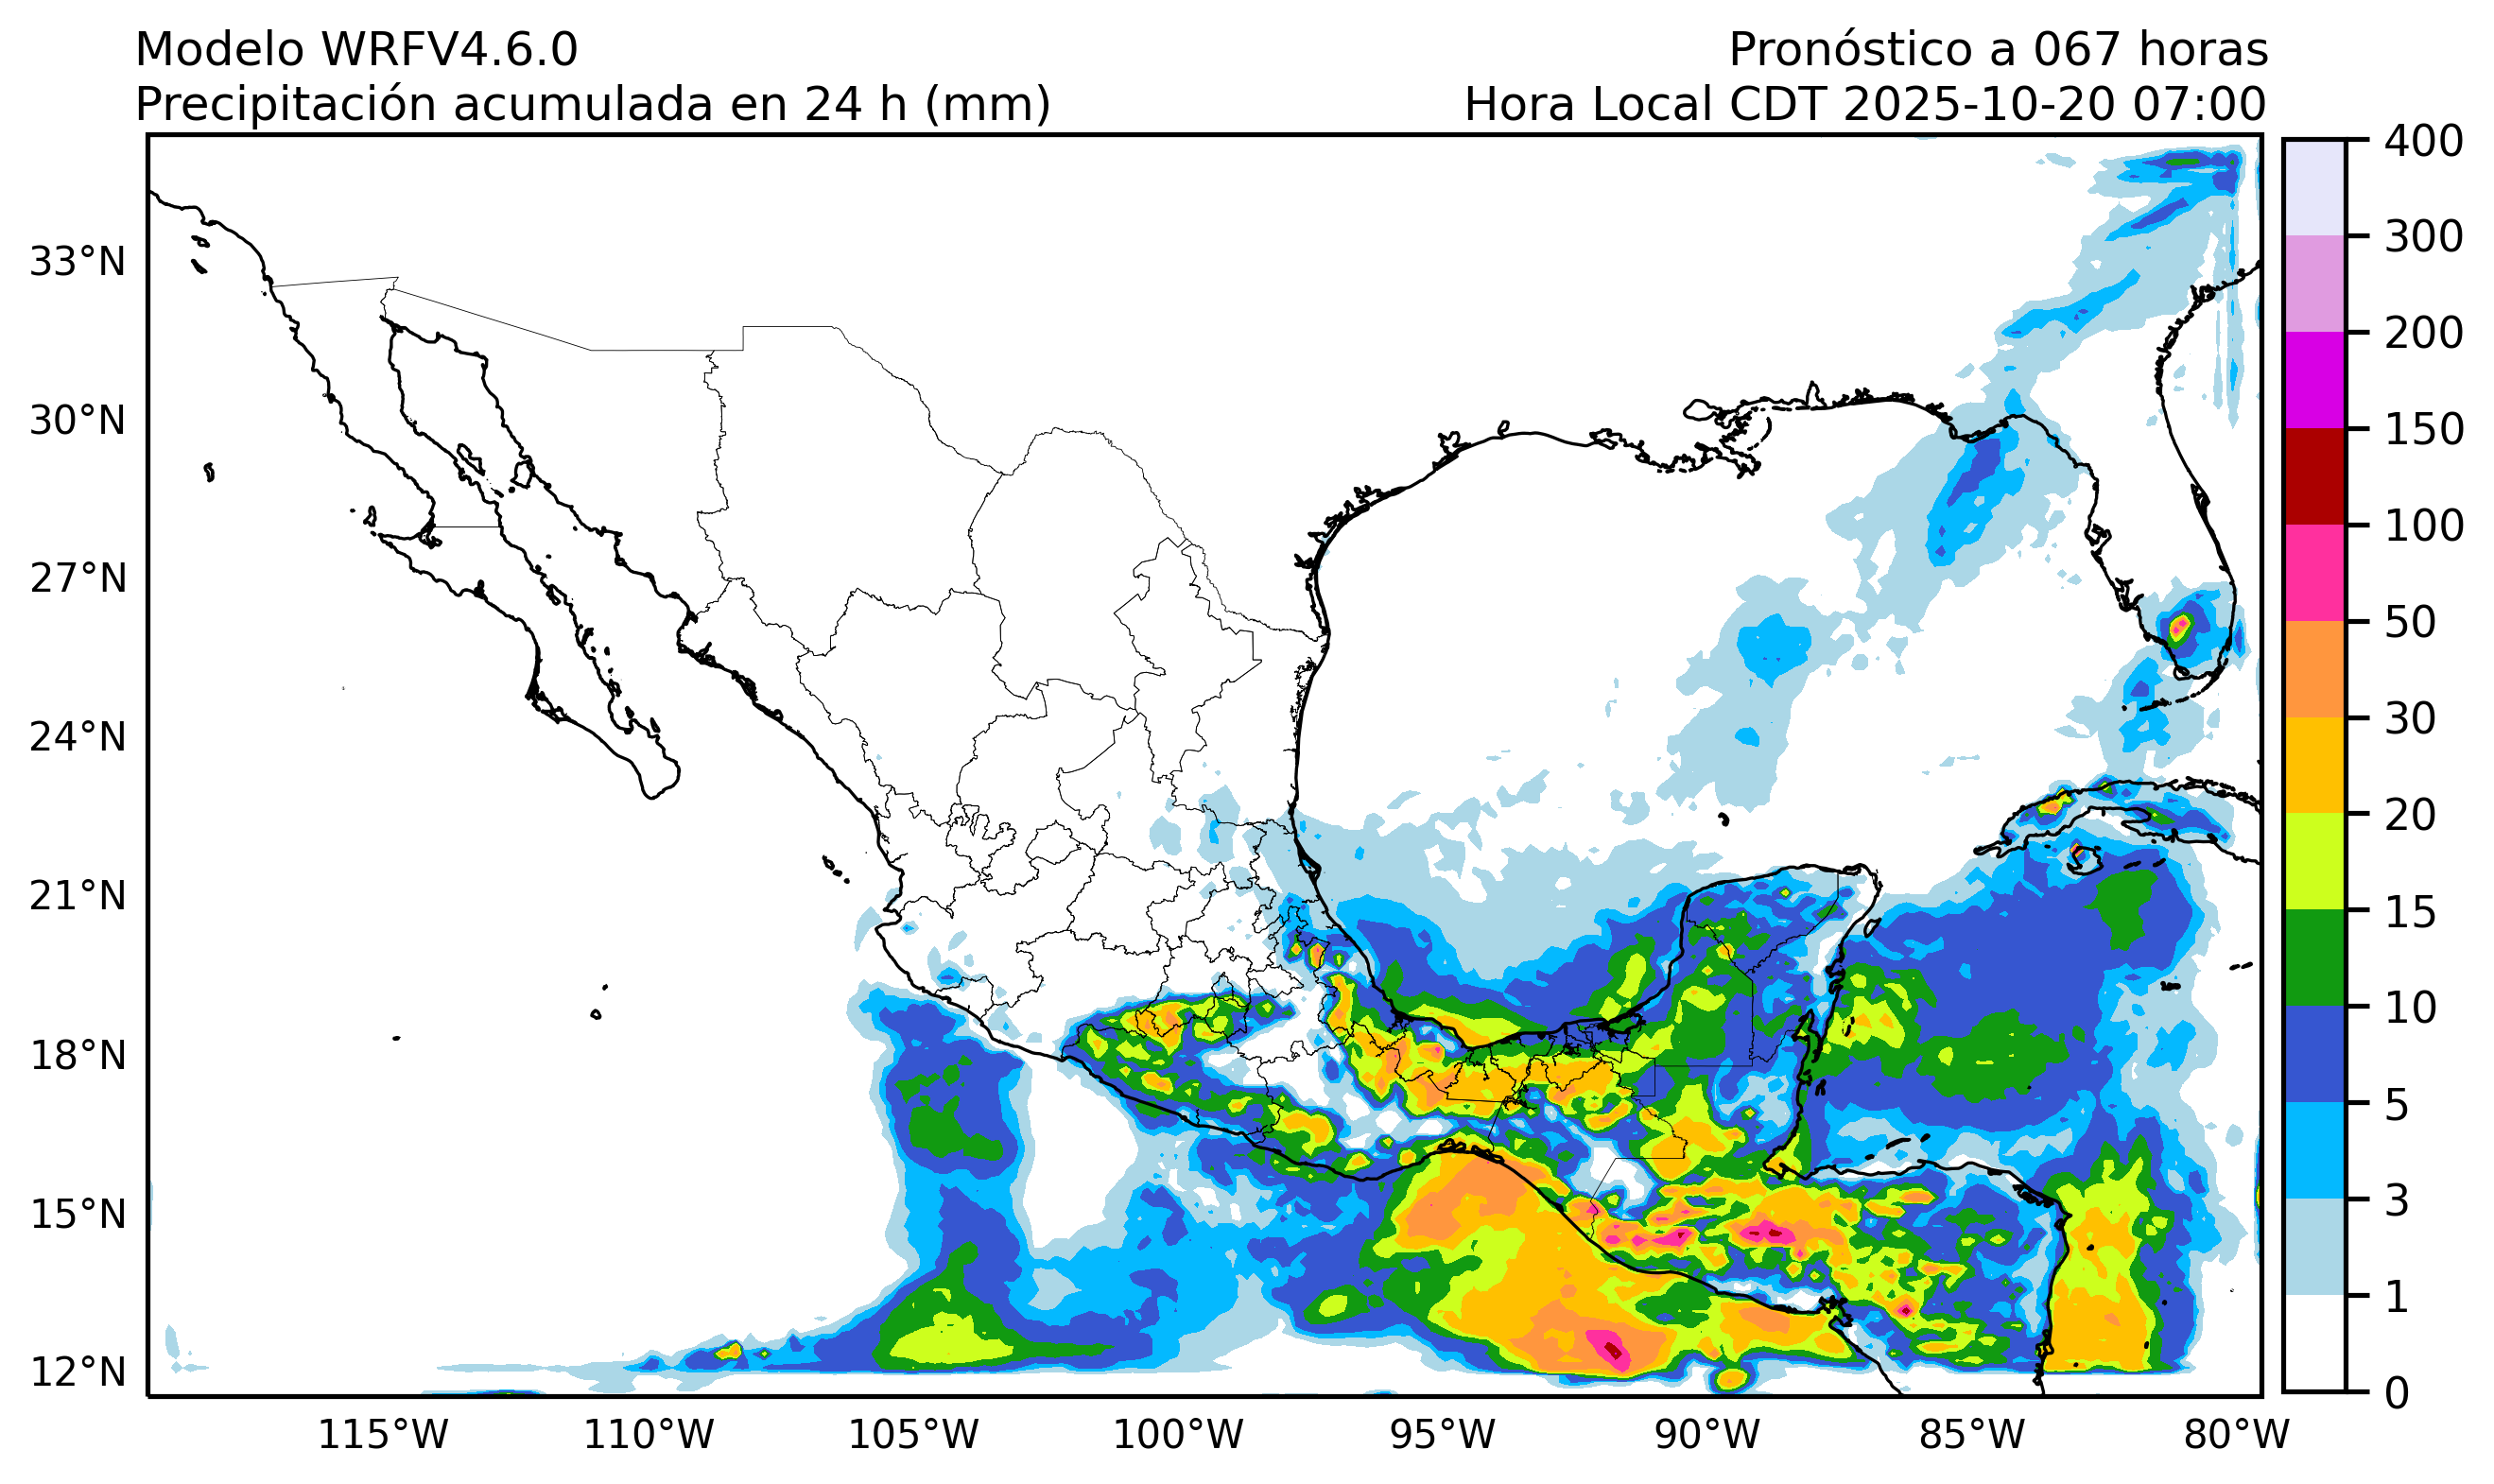 Modelo WRFV4.6.0
Pronóstico a 067 horas
Precipitación acumulada en 24 h (mm)
Hora Local CDT 2025-10-20 07:00
33°N
30°N
27°N
24°N
21°N
18°N
15°N
12°N
115°W
110°W
105°W
100°W
95°W
90°W
85°W
80°W
400
300
200
150
100
50
30
20
15
10
5
3
1
0